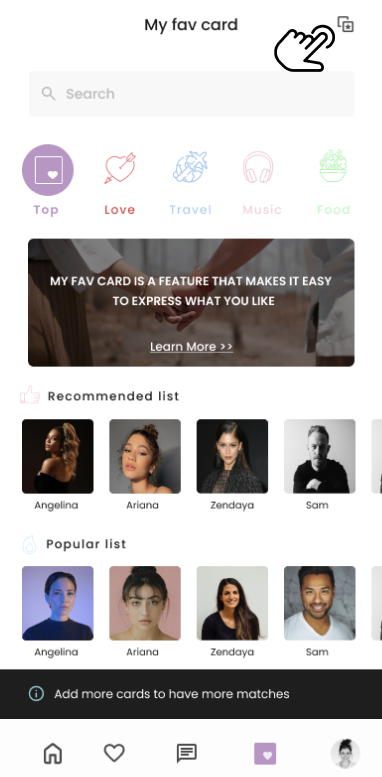 My fav card
Search
Top
Love
Travel
Music
Food
MY FAV CARD IS A FEATURE THAT MAKES IT EASY
TO EXPRESS WHAT YOU LIKE
Learn More >>
Recommended list
Angelina
Ariana
Zendaya
Sam
Popular list
Angelina
Ariana
Zendaya
Sam
Add more cards to have more matches